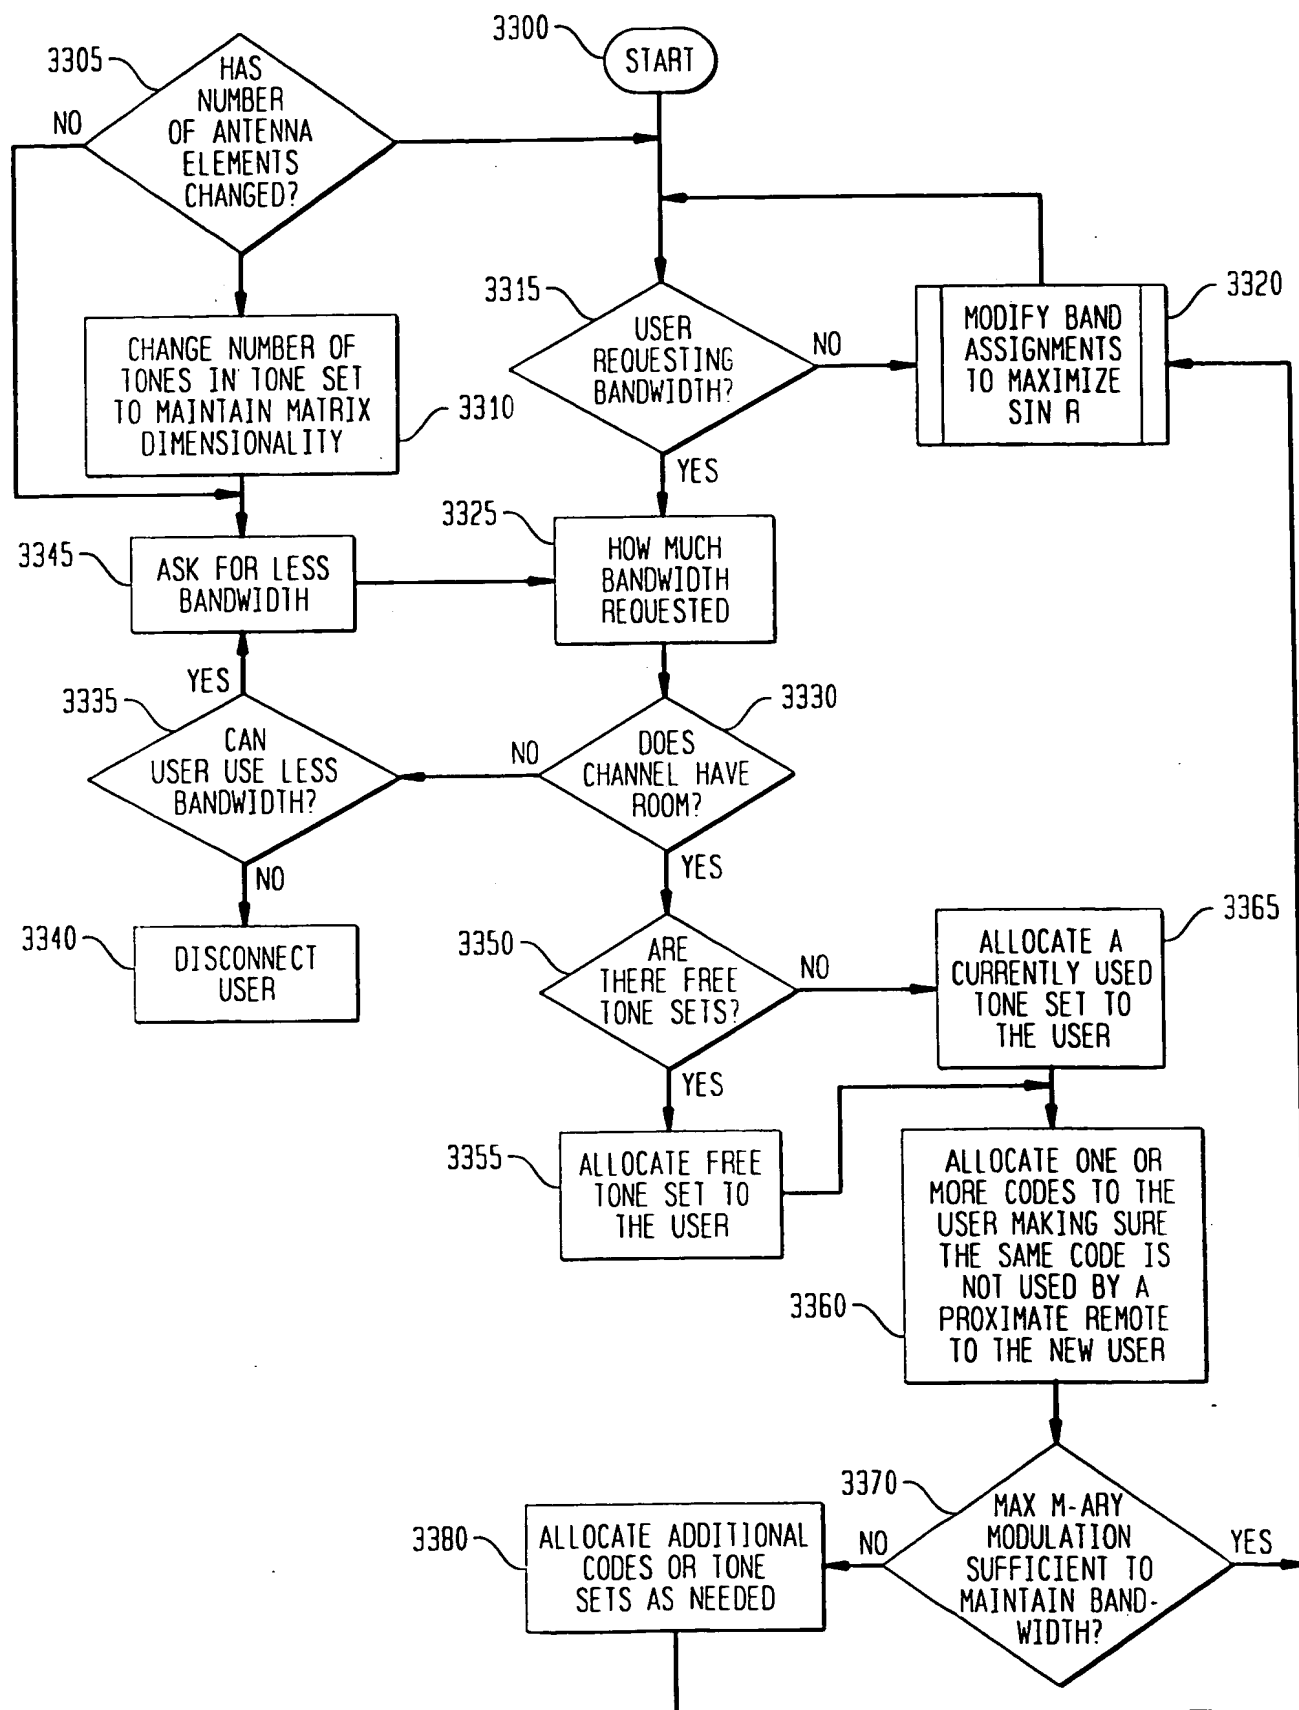 3300
START
3305
HAS
NUMBER
OF ANTENNA
ELEMENTS
CHANGED?
NO
3310
CHANGE NUMBER OF
TONES IN TONE SET
TO MAINTAIN MATRIX
DIMENSIONALITY
3315
USER
REQUESTING
BANDWIDTH?
NO
YES
3320
MODIFY BAND
ASSIGNMENTS
TO MAXIMIZE
SIN R
3345
ASK FOR LESS
BANDWIDTH
3325
HOW MUCH
BANDWIDTH
REQUESTED
YES
3335
CAN
USER USE LESS
BANDWIDTH?
NO
NO
3330
DOES
CHANNEL HAVE
ROOM?
YES
3340
DISCONNECT
USER
3350
ARE
THERE FREE
TONE SETS?
NO
YES
3365
ALLOCATE A
CURRENTLY USED
TONE SET TO
THE USER
3355
ALLOCATE FREE
TONE SET TO
THE USER
3360
ALLOCATE ONE OR
MORE CODES TO THE
USER MAKING SURE
THE SAME CODE IS
NOT USED BY A
PROXIMATE REMOTE
TO THE NEW USER
3370
MAX M-ARY
MODULATION
SUFFICIENT TO
MAINTAIN BAND-
WIDTH?
NO
YES
3380
ALLOCATE ADDITIONAL
CODES OR TONE
SETS AS NEEDED